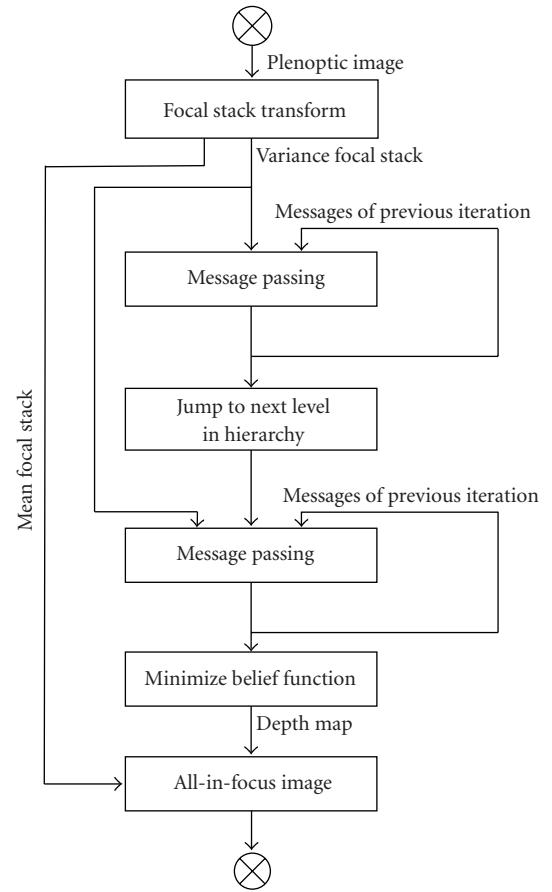 Plenoptic image
Focal stack transform
Variance focal stack
Messages of previous iteration
Message passing
Jump to next level
in hierarchy
Mean focal stack
Messages of previous iteration
Message passing
Minimize belief function
Depth map
All-in-focus image